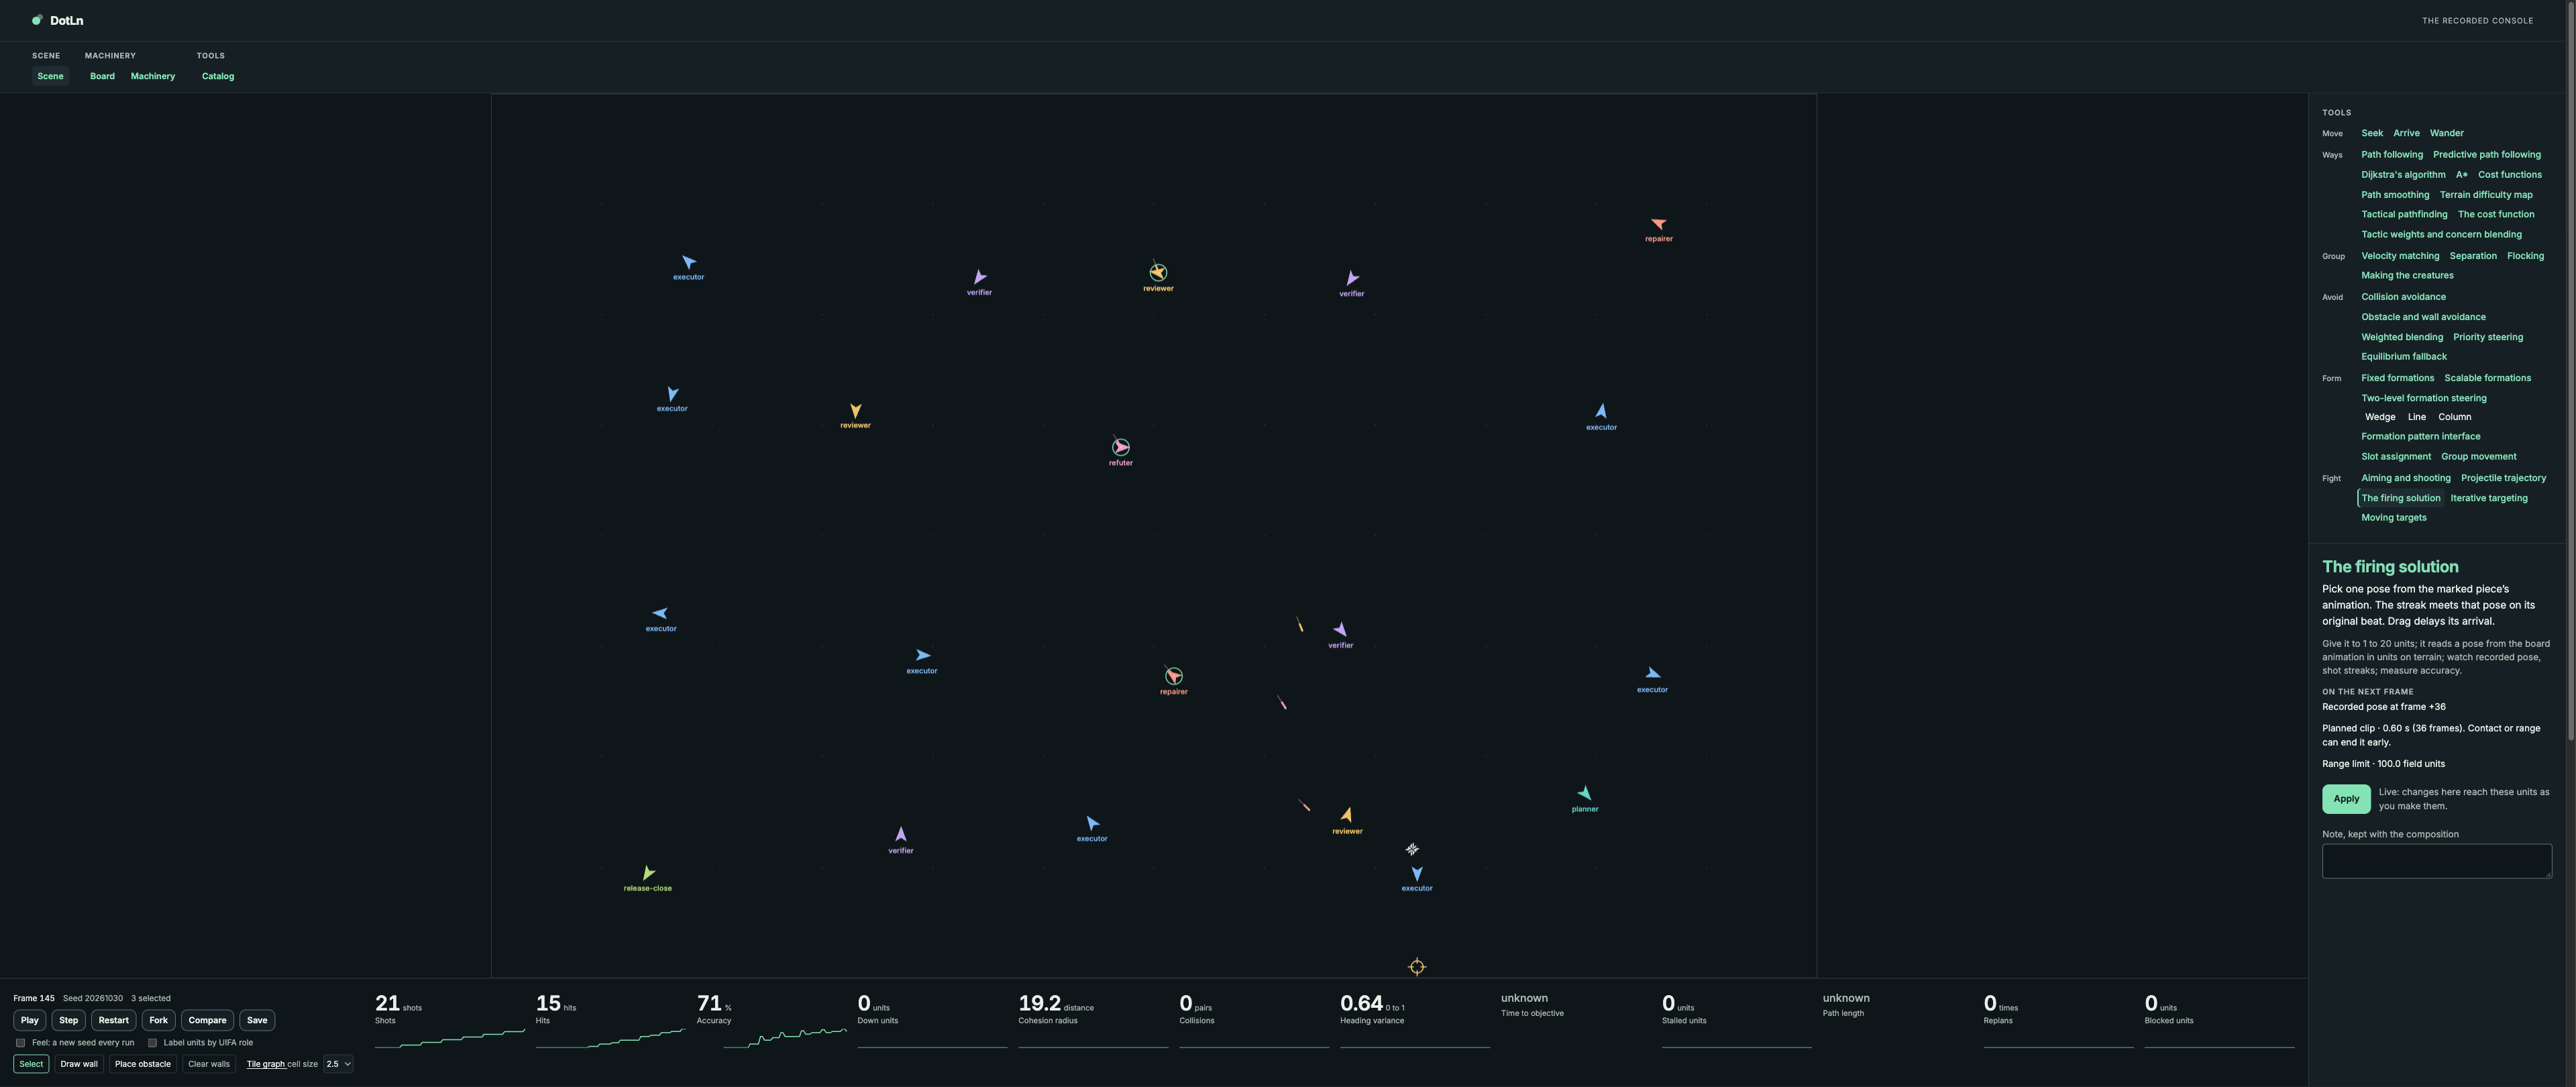 DotLn
THE RECORDED CONSOLE
SCENE MACHINERY TOOLS
Scene Board Machinery Catalog
repairer
executor
verifier
reviewer
verifier
executor
reviewer
executor
refuter
executor
verifier
executor
repairer
executor
planner
reviewer
executor
verifier
release-close
executor
TOOLS
Move Seek Arrive Wander
Ways Path following Predictive path following
Dijkstra's algorithm A* Cost functions
Path smoothing Terrain difficulty map
Tactical pathfinding The cost function
Tactic weights and concern blending
Group Velocity matching Separation Flocking
Making the creatures
Avoid Collision avoidance
Obstacle and wall avoidance
Weighted blending Priority steering
Equilibrium fallback
Form Fixed formations Scalable formations
Two-level formation steering
Wedge Line Column
Formation pattern interface
Slot assignment Group movement
Fight Aiming and shooting Projectile trajectory
The firing solution Iterative targeting
Moving targets
The firing solution
Pick one pose from the marked piece's
animation. The streak meets that pose on its
original beat. Drag delays its arrival.
Give it to 1 to 20 units; it reads a pose from the board
animation in units on terrain; watch recorded pose,
shot streaks; measure accuracy.
ON THE NEXT FRAME
Recorded pose at frame +36
Planned clip · 0.60 s (36 frames). Contact or range
can end it early.
Range limit · 100.0 field units
Apply Live: changes here reach these units as
you make them.
Note, kept with the composition
Frame 145 Seed 20261030 3 selected
Play Step Restart Fork Compare Save
Feel: a new seed every run Label units by UIFA role
Select Draw wall Place obstacle Clear walls Tile graph cell size 2.5
21 shots
Shots
15 hits
Hits
71 %
Accuracy
0 units
Down units
19.2 distance
Cohesion radius
0 pairs
Collisions
0.64 0 to 1
Heading variance
unknown
Time to objective
0 units
Stalled units
unknown
Path length
0 times
Replans
0 units
Blocked units